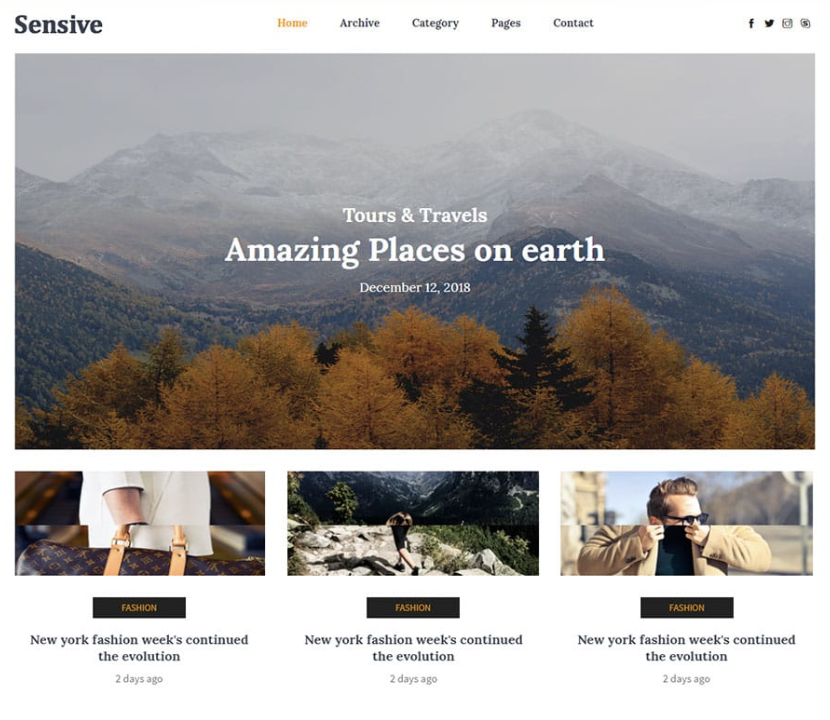 Sensive
Home Archive Category Pages Contact
Tours & Travels
Amazing Places on earth
December 12, 2018
FASHION
New york fashion week's continued
the evolution
2 days ago
FASHION
New york fashion week's continued
the evolution
2 days ago
FASHION
New york fashion week's continued
the evolution
2 days ago